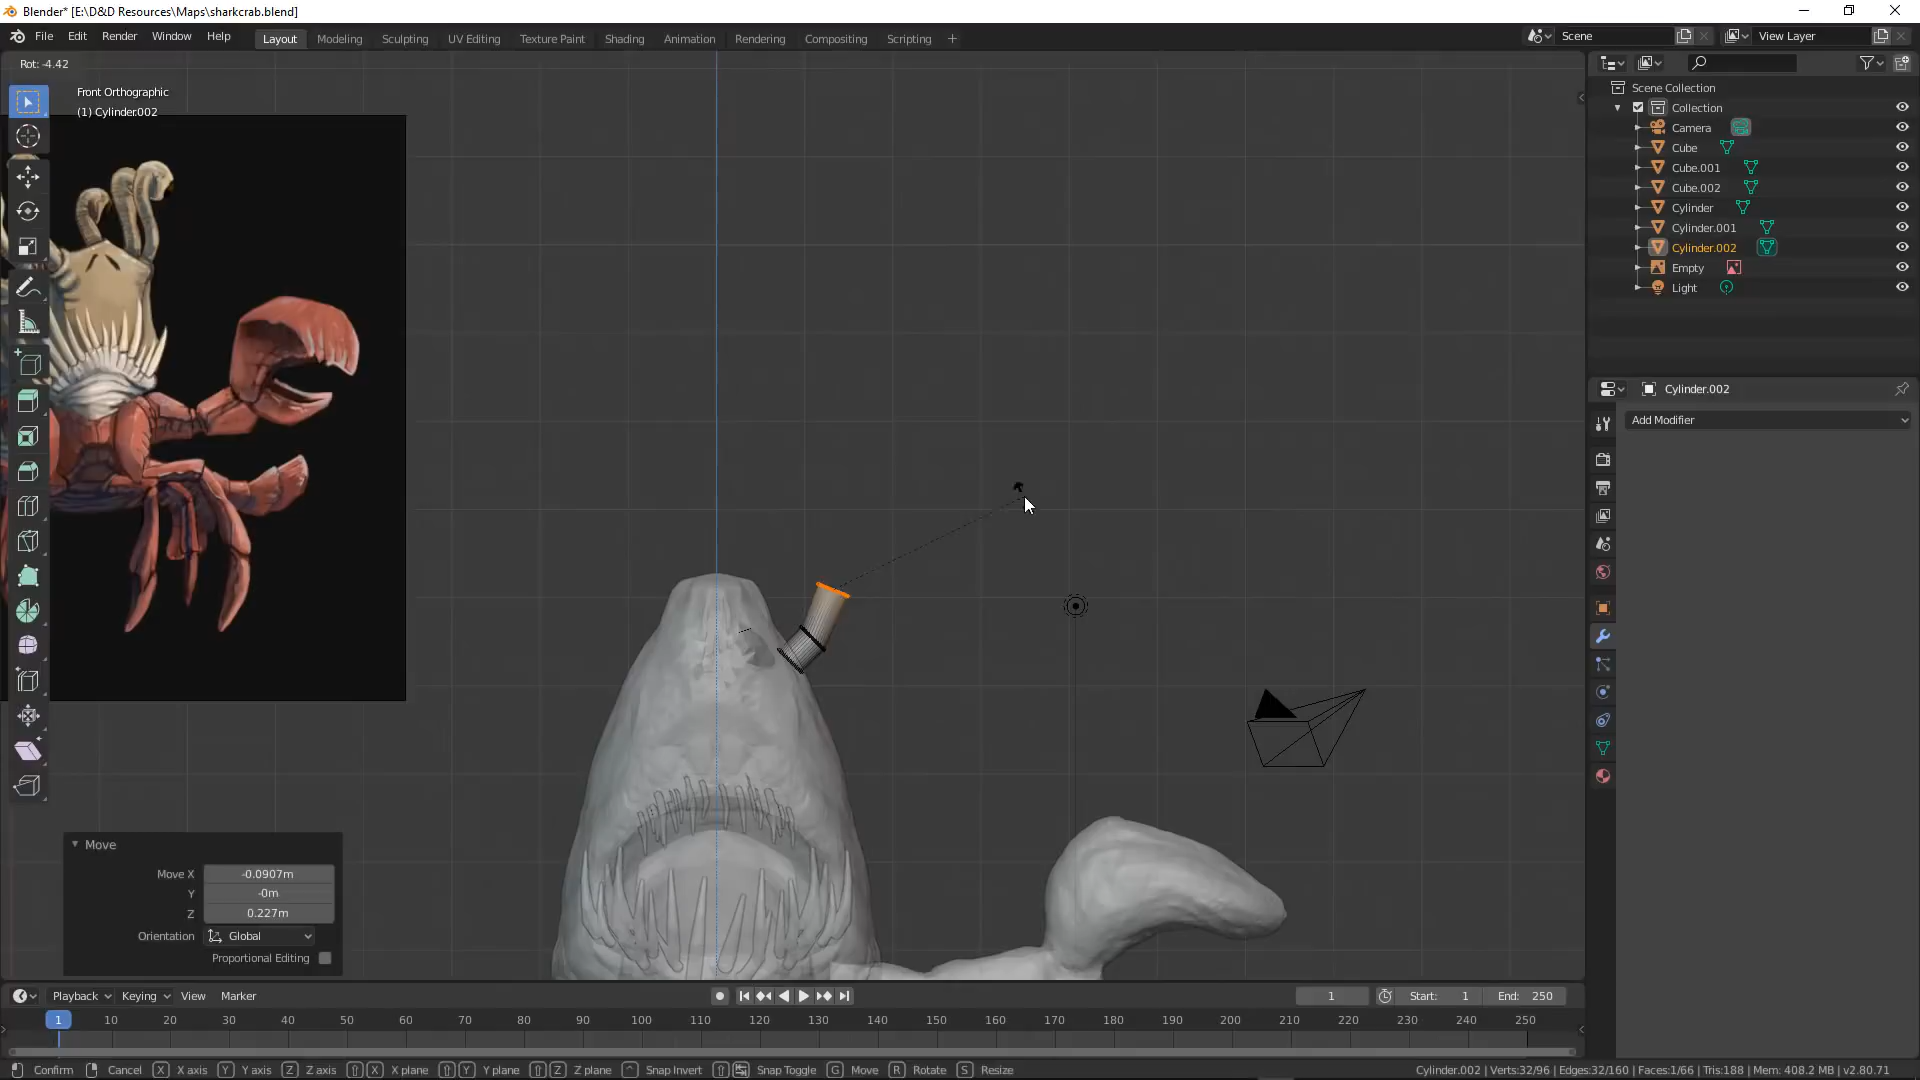 Blender* [E:\D&D Resources\Maps\sharkcrab.blend]
File Edit Render Window Help
Layout Modeling Sculpting UV Editing Texture Paint Shading Animation Rendering Compositing Scripting +
Scene View Layer
Rot: -4.42
Front Orthographic
(1) Cylinder.002
Scene Collection
Collection
Camera
Cube
Cube.001
Cube.002
Cylinder
Cylinder.001
Cylinder.002
Empty
Light
Cylinder.002
Add Modifier
Move
Move X -0.0907m
Y -0m
Z 0.227m
Orientation Global
Proportional Editing
Playback Keying View Marker
1 Start: 1 End: 250
1 10 20 30 40 50 60 70 80 90 100 110 120 130 140 150 160 170 180 190 200 210 220 230 240 250
Confirm Cancel X X axis Y Y axis Z Z axis X X plane Y Y plane Z Z plane ^ Snap Invert Snap Toggle G Move R Rotate S Resize
Cylinder.002 | Verts:32/96 | Edges:32/160 | Faces:1/66 | Tris:188 | Mem: 408.2 MB | v2.80.71